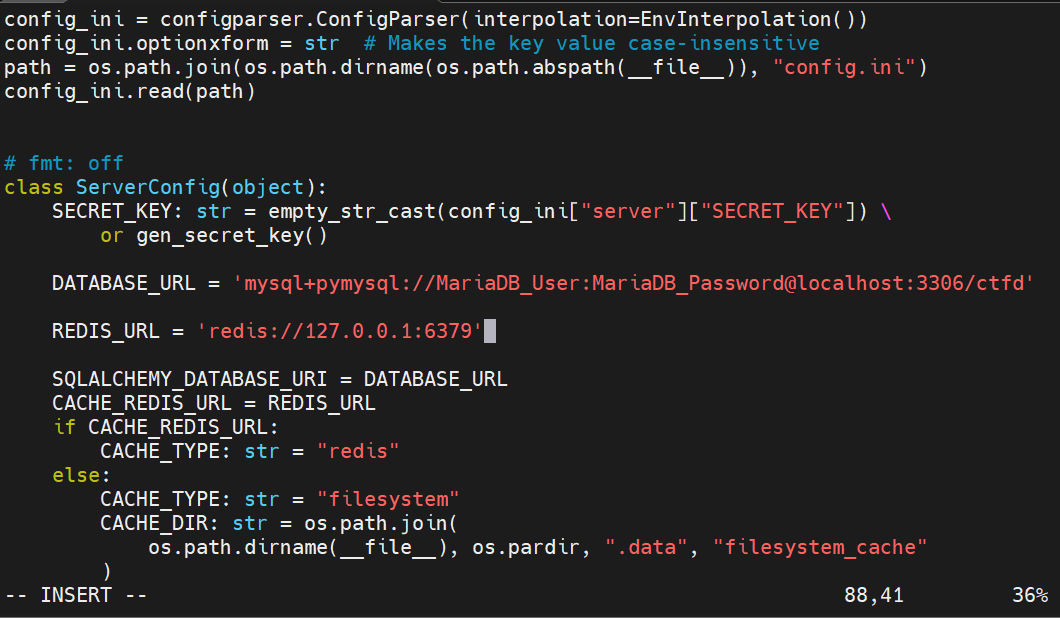 config_ini = configparser.ConfigParser(interpolation=EnvInterpolation())
config_ini.optionxform = str  # Makes the key value case-insensitive
path = os.path.join(os.path.dirname(os.path.abspath(__file__)), "config.ini")
config_ini.read(path)


# fmt: off
class ServerConfig(object):
    SECRET_KEY: str = empty_str_cast(config_ini["server"]["SECRET_KEY"]) \
        or gen_secret_key()

    DATABASE_URL = 'mysql+pymysql://MariaDB_User:MariaDB_Password@localhost:3306/ctfd'

    REDIS_URL = 'redis://127.0.0.1:6379'

    SQLALCHEMY_DATABASE_URI = DATABASE_URL
    CACHE_REDIS_URL = REDIS_URL
    if CACHE_REDIS_URL:
        CACHE_TYPE: str = "redis"
    else:
        CACHE_TYPE: str = "filesystem"
        CACHE_DIR: str = os.path.join(
            os.path.dirname(__file__), os.pardir, ".data", "filesystem_cache"
        )
-- INSERT --                                                          88,41         36%